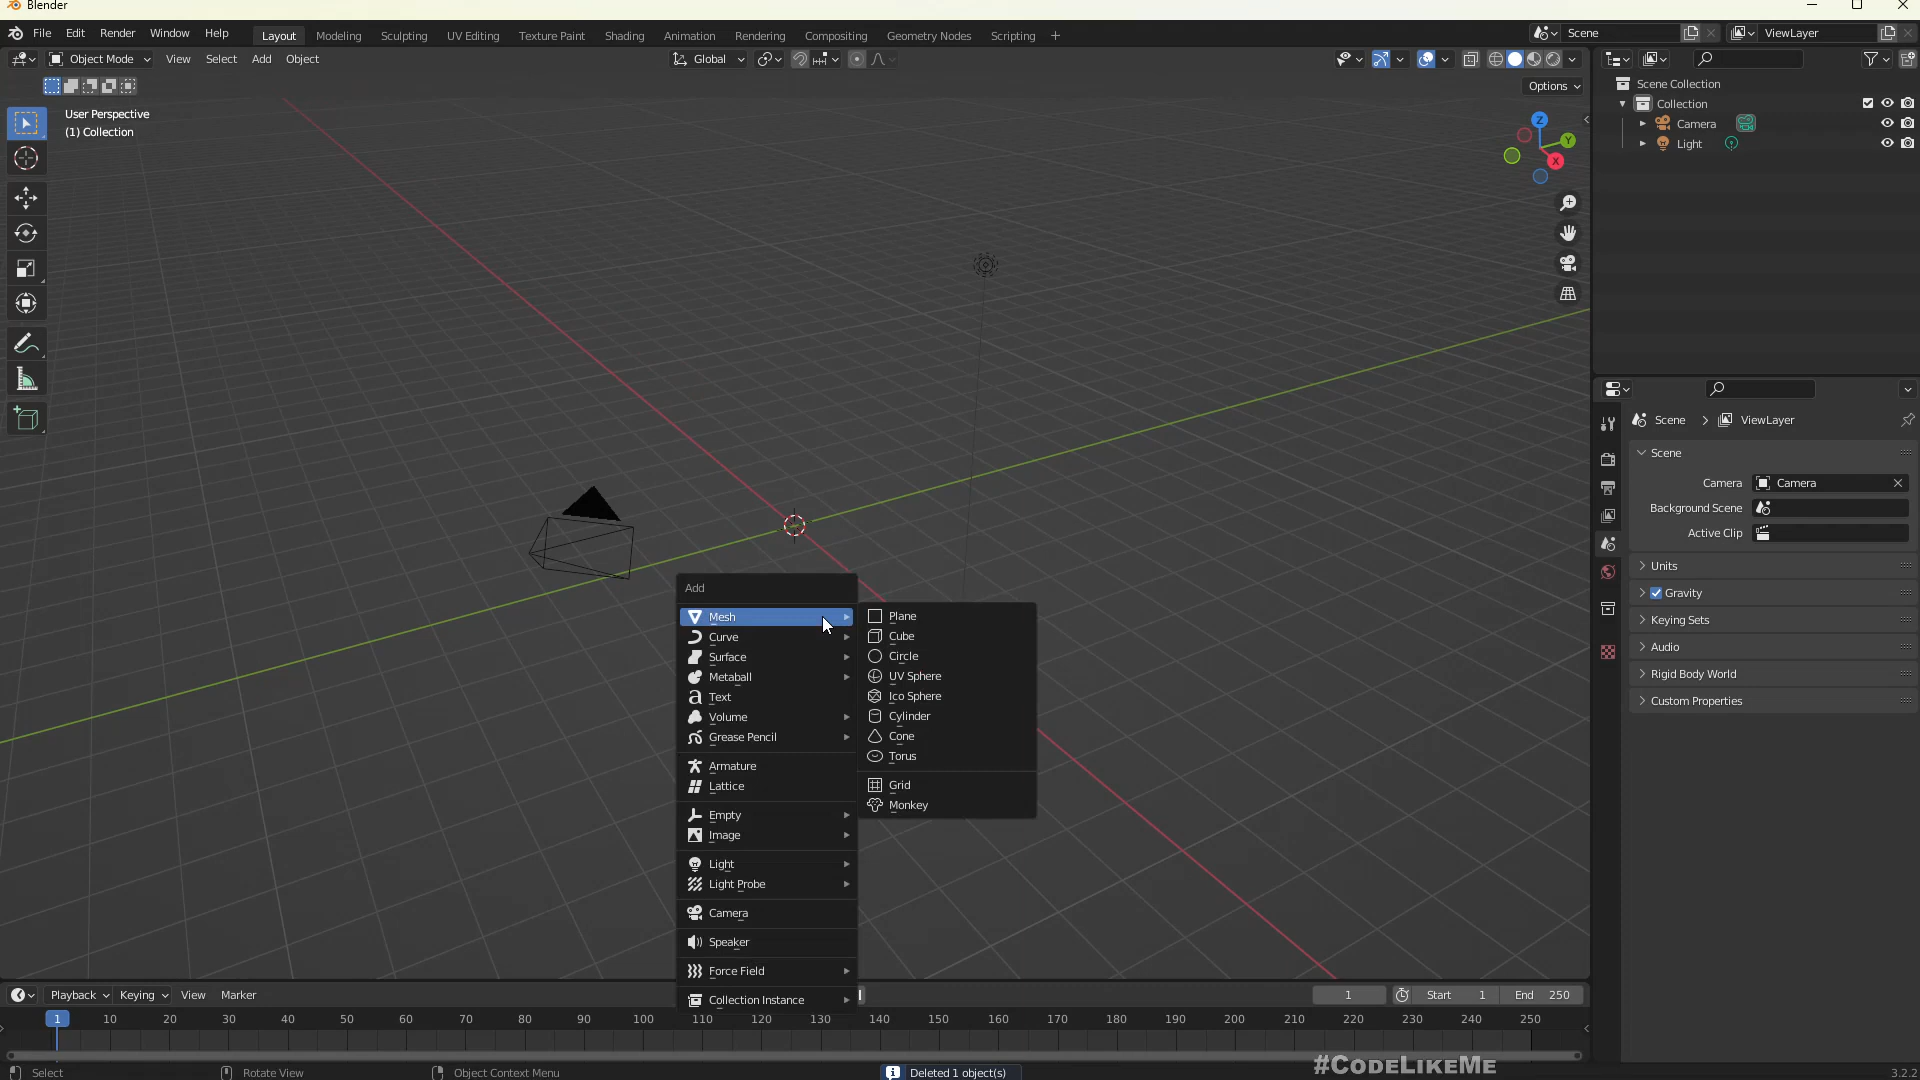 Blender
File Edit Render Window Help Layout Modeling Sculpting UV Editing Texture Paint Shading Animation Rendering Compositing Geometry Nodes Scripting + Scene ViewLayer
Object Mode View Select Add Object Global
Options
User Perspective
(1) Collection
Z
Y
X
Scene Collection
Collection
Camera
Light
Scene > ViewLayer
Scene
Camera Camera
Background Scene
Active Clip
Units
Gravity
Keying Sets
Audio
Rigid Body World
Custom Properties
Add
Mesh
Curve
Surface
Metaball
Text
Volume
Grease Pencil
Armature
Lattice
Empty
Image
Light
Light Probe
Camera
Speaker
Force Field
Collection Instance
Plane
Cube
Circle
UV Sphere
Ico Sphere
Cylinder
Cone
Torus
Grid
Monkey
Playback Keying View Marker 1 Start 1 End 250
1 10 20 30 40 50 60 70 80 90 100 110 120 130 140 150 160 170 180 190 200 210 220 230 240 250
Select Rotate View Object Context Menu Deleted 1 object(s) #CodeLikeMe 3.2.2